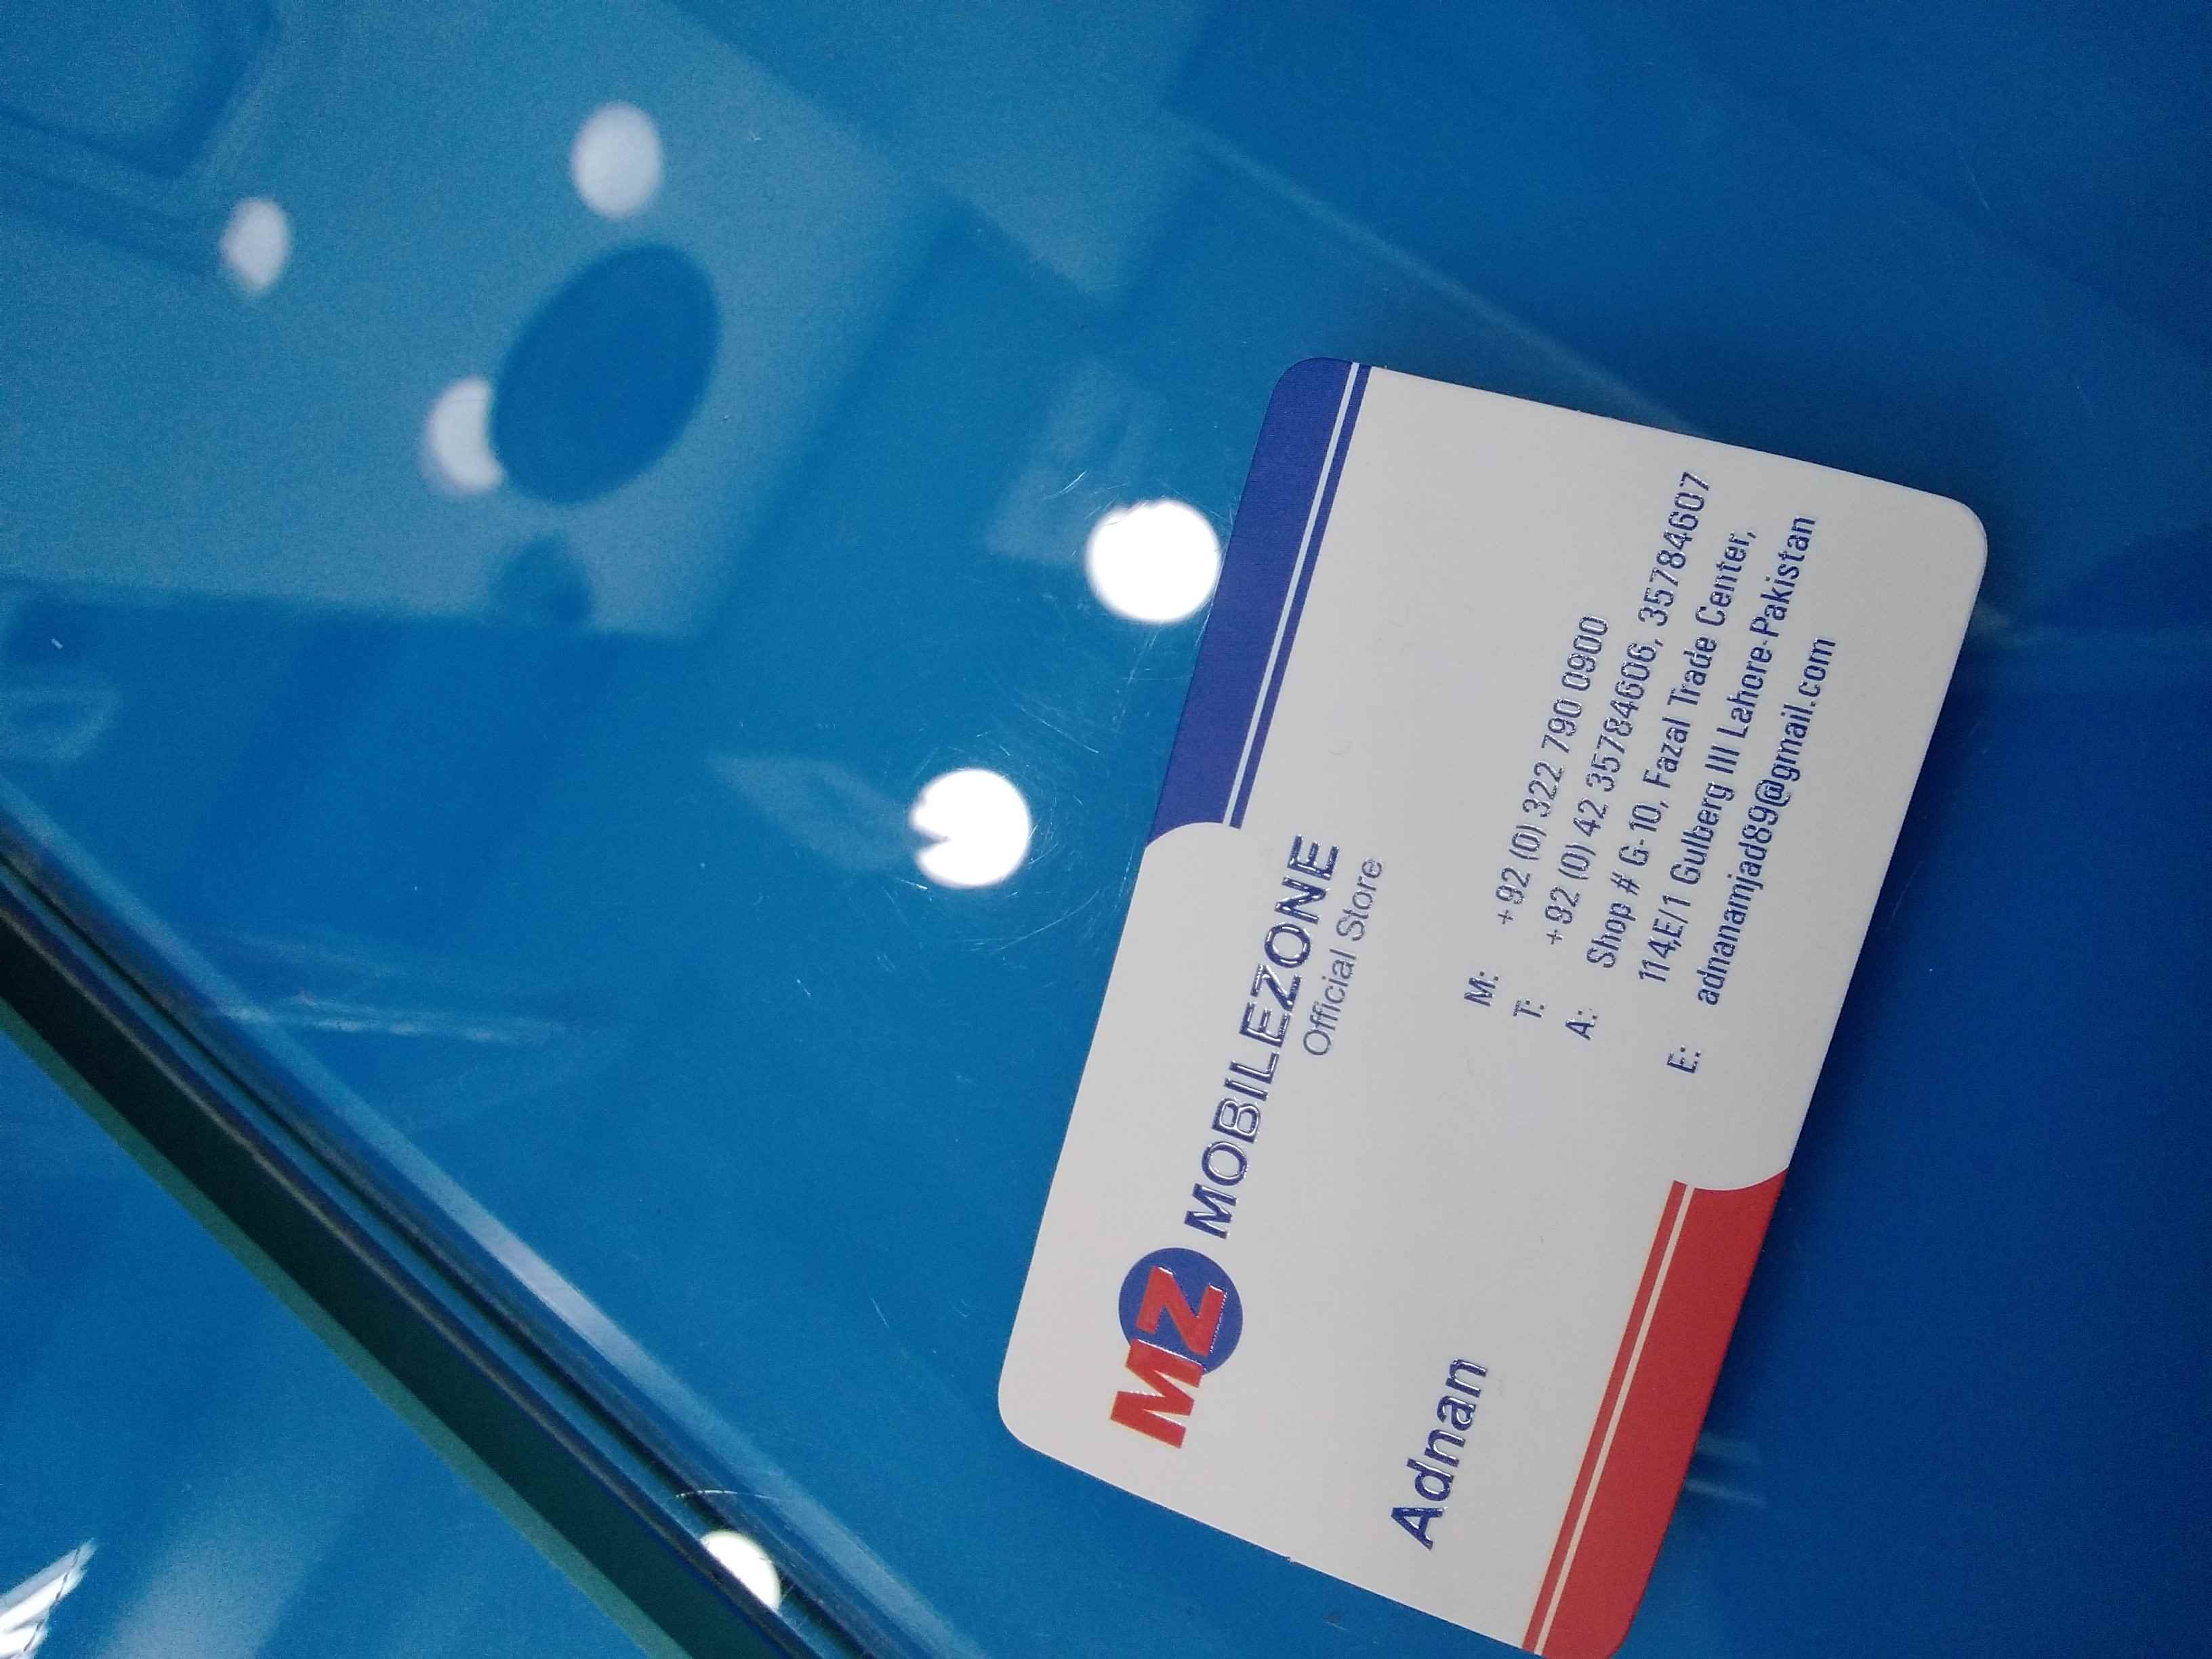 MZ MOBILEZONE
Official Store
Adnan
M: +92 (0) 322 790 0900
T: +92 (0) 42 35784606, 35784607
A: Shop # G-10, Fazal Trade Center,
114,E/1 Gulberg III Lahore-Pakistan
E: adnanamjad89@gmail.com